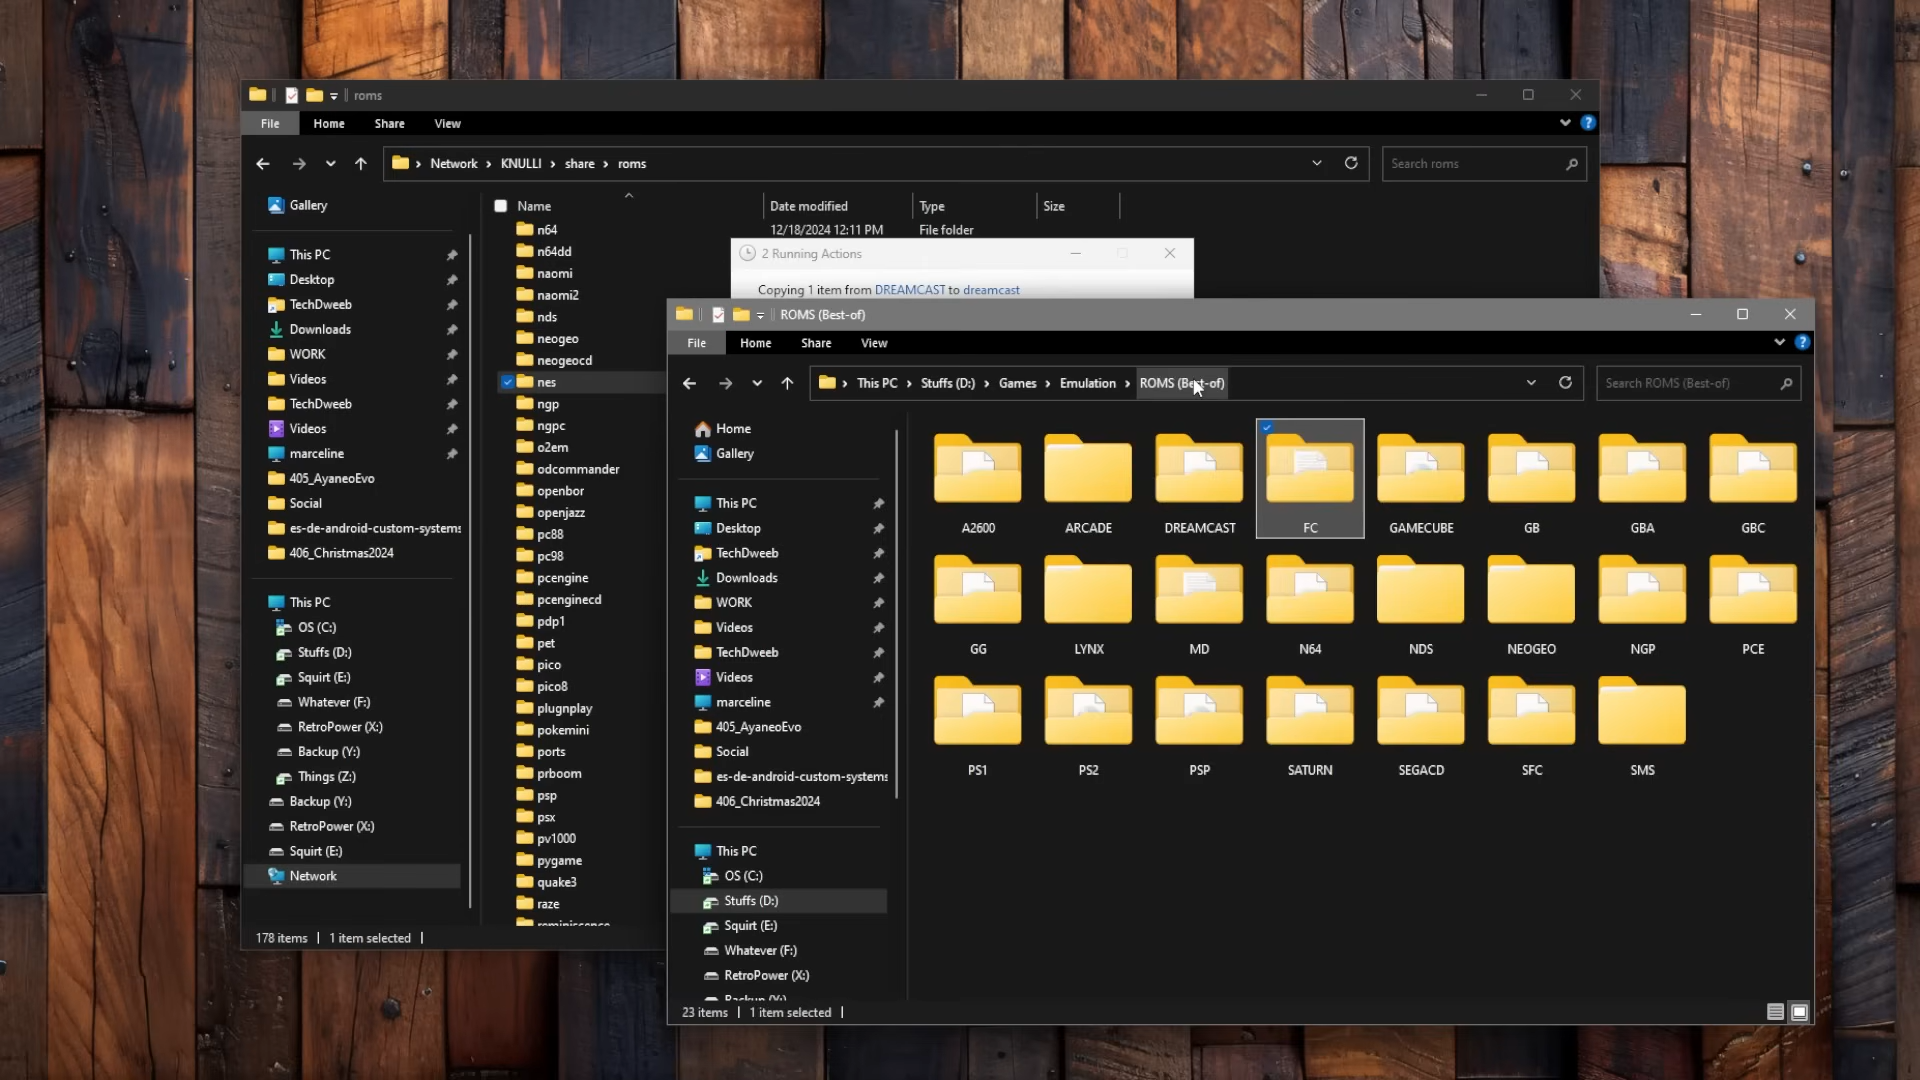 roms
File Home Share View
Network KNULLI share roms
Search roms
Gallery
This PC
Desktop
TechDweeb
Downloads
WORK
Videos
TechDweeb
Videos
marceline
405_AyaneoEvo
Social
es-de-android-custom-systems
406_Christmas2024
This PC
OS (C:)
Stuffs (D:)
Squirt (E:)
Whatever (F:)
RetroPower (X:)
Backup (Y:)
Things (Z:)
Backup (Y:)
RetroPower (X:)
Squirt (E:)
Network
Name Date modified Type Size
n64 12/18/2024 12:11 PM File folder
n64dd
naomi
naomi2
nds
neogeo
neogeocd
nes
ngp
ngpc
o2em
odcommander
openbor
openjazz
pc88
pc98
pcengine
pcenginecd
pdp1
pet
pico
pico8
plugnplay
pokemini
ports
prboom
psp
psx
pv1000
pygame
quake3
raze
reminiscence
178 items 1 item selected
2 Running Actions
Copying 1 item from DREAMCAST to dreamcast
ROMS (Best-of)
File Home Share View
This PC Stuffs (D:) Games Emulation ROMS (Best-of)
Search ROMS (Best-of)
Home
Gallery
This PC
Desktop
TechDweeb
Downloads
WORK
Videos
TechDweeb
Videos
marceline
405_AyaneoEvo
Social
es-de-android-custom-systems
406_Christmas2024
This PC
OS (C:)
Stuffs (D:)
Squirt (E:)
Whatever (F:)
RetroPower (X:)
Backup (Y:)
A2600 ARCADE DREAMCAST FC GAMECUBE GB GBA GBC
GG LYNX MD N64 NDS NEOGEO NGP PCE
PS1 PS2 PSP SATURN SEGACD SFC SMS
23 items 1 item selected